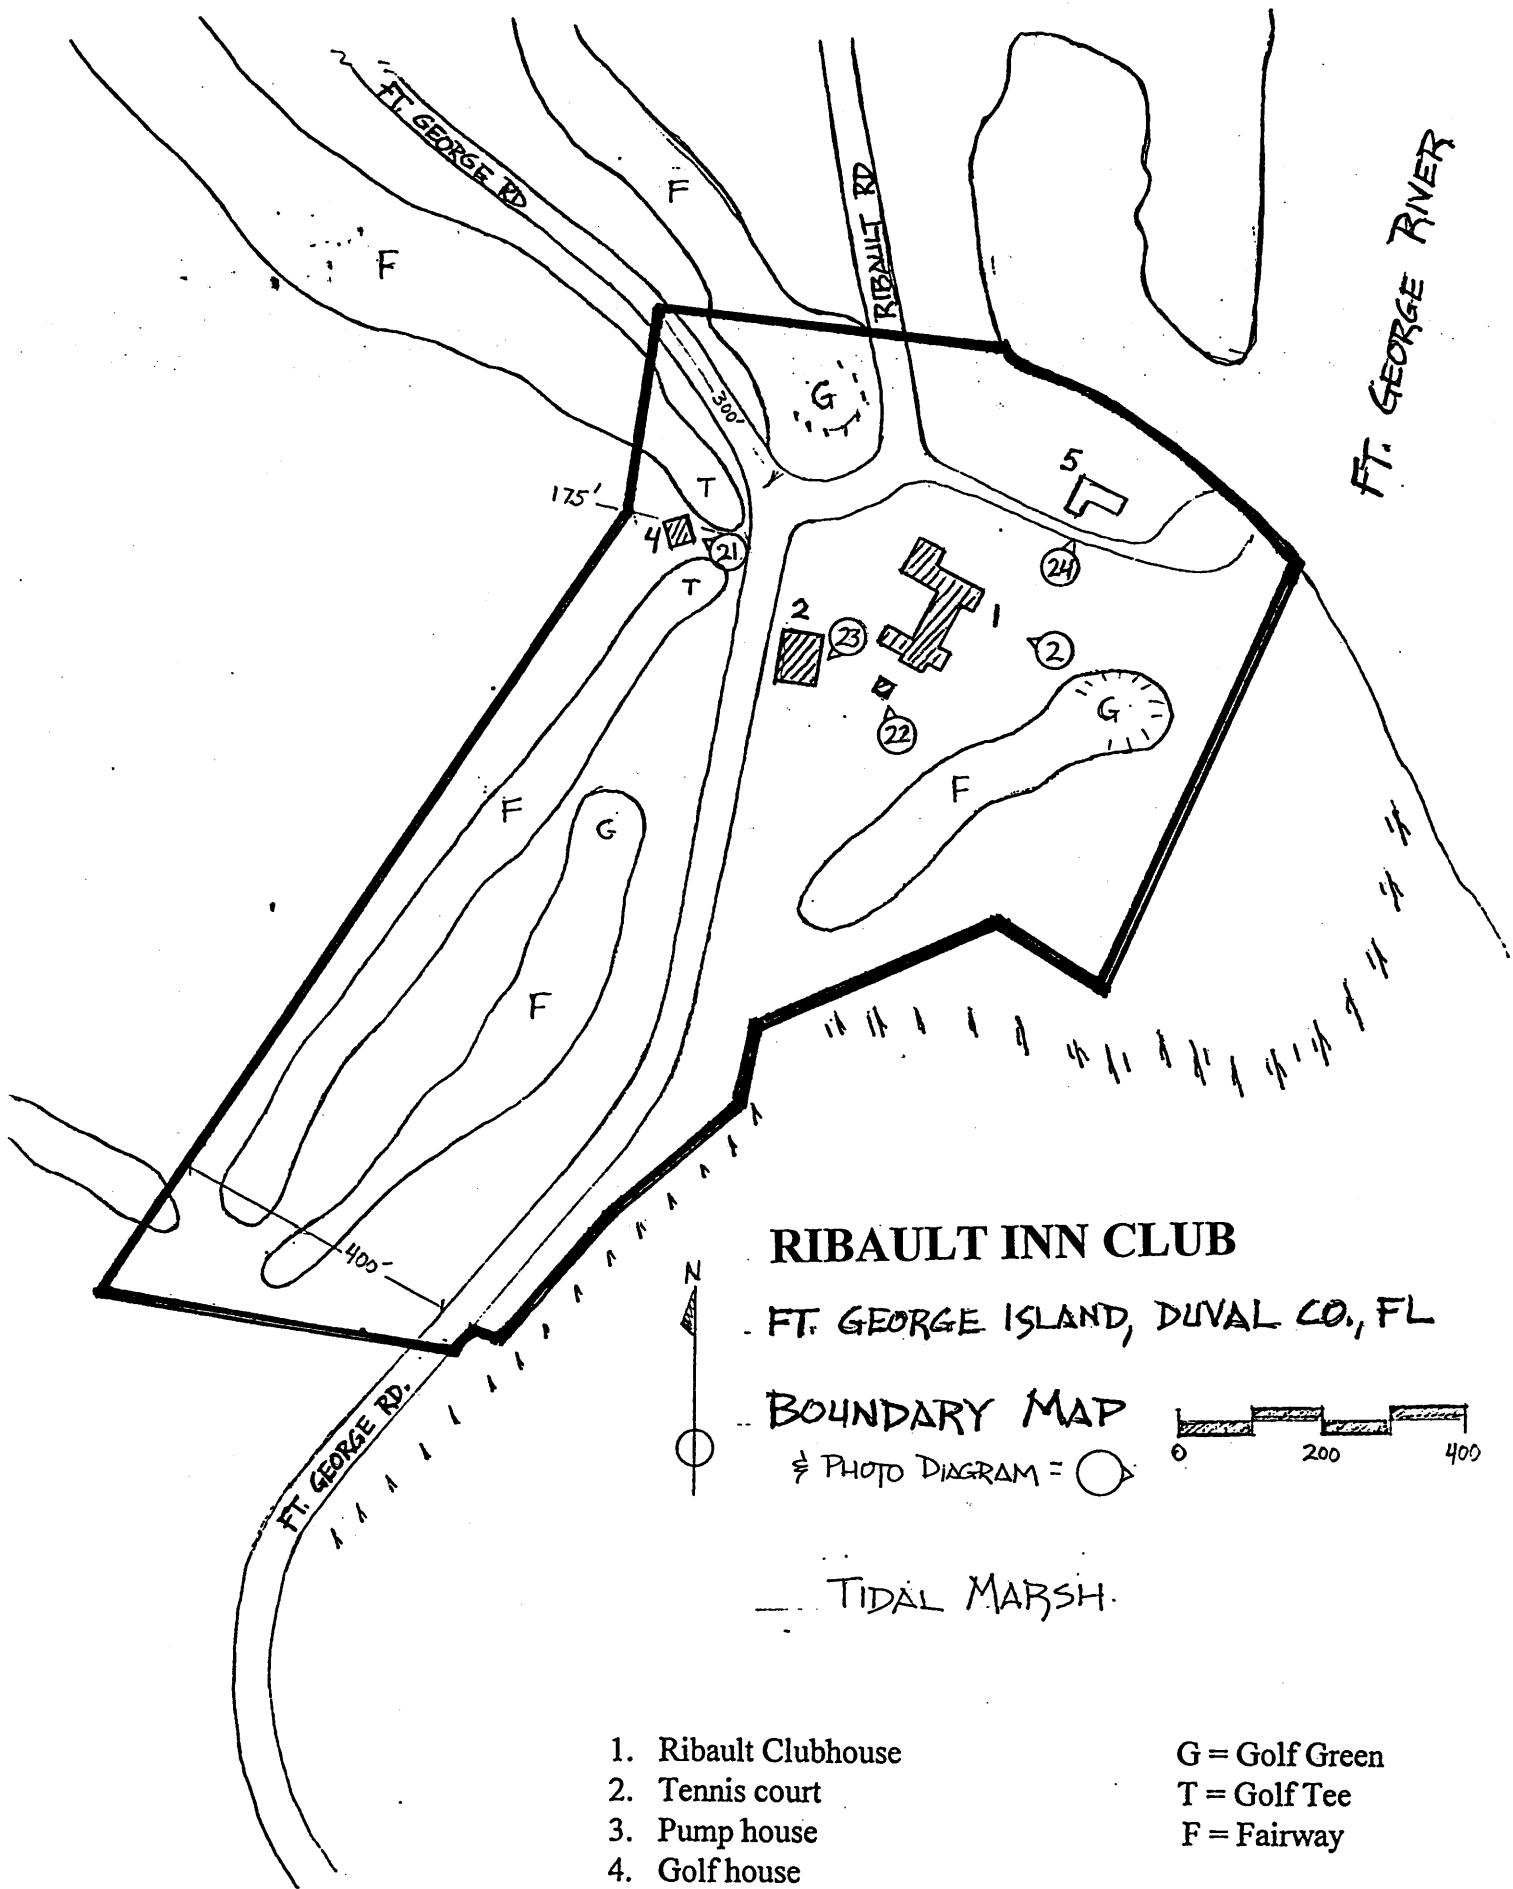 FT. GEORGE RD
F
RIBAULT RD
FT. GEORGE RIVER
F
300'
G
5
175'
T
4
21
24
T
2
23
1
2
22
G
F
F
G
F
400'
RIBAULT INN CLUB
N
FT. GEORGE ISLAND, DUVAL CO., FL
FT. GEORGE RD.
BOUNDARY MAP
& PHOTO DIAGRAM =
0 200 400
TIDAL MARSH.
1. Ribault Clubhouse
2. Tennis court
3. Pump house
4. Golf house
G = Golf Green
T = Golf Tee
F = Fairway